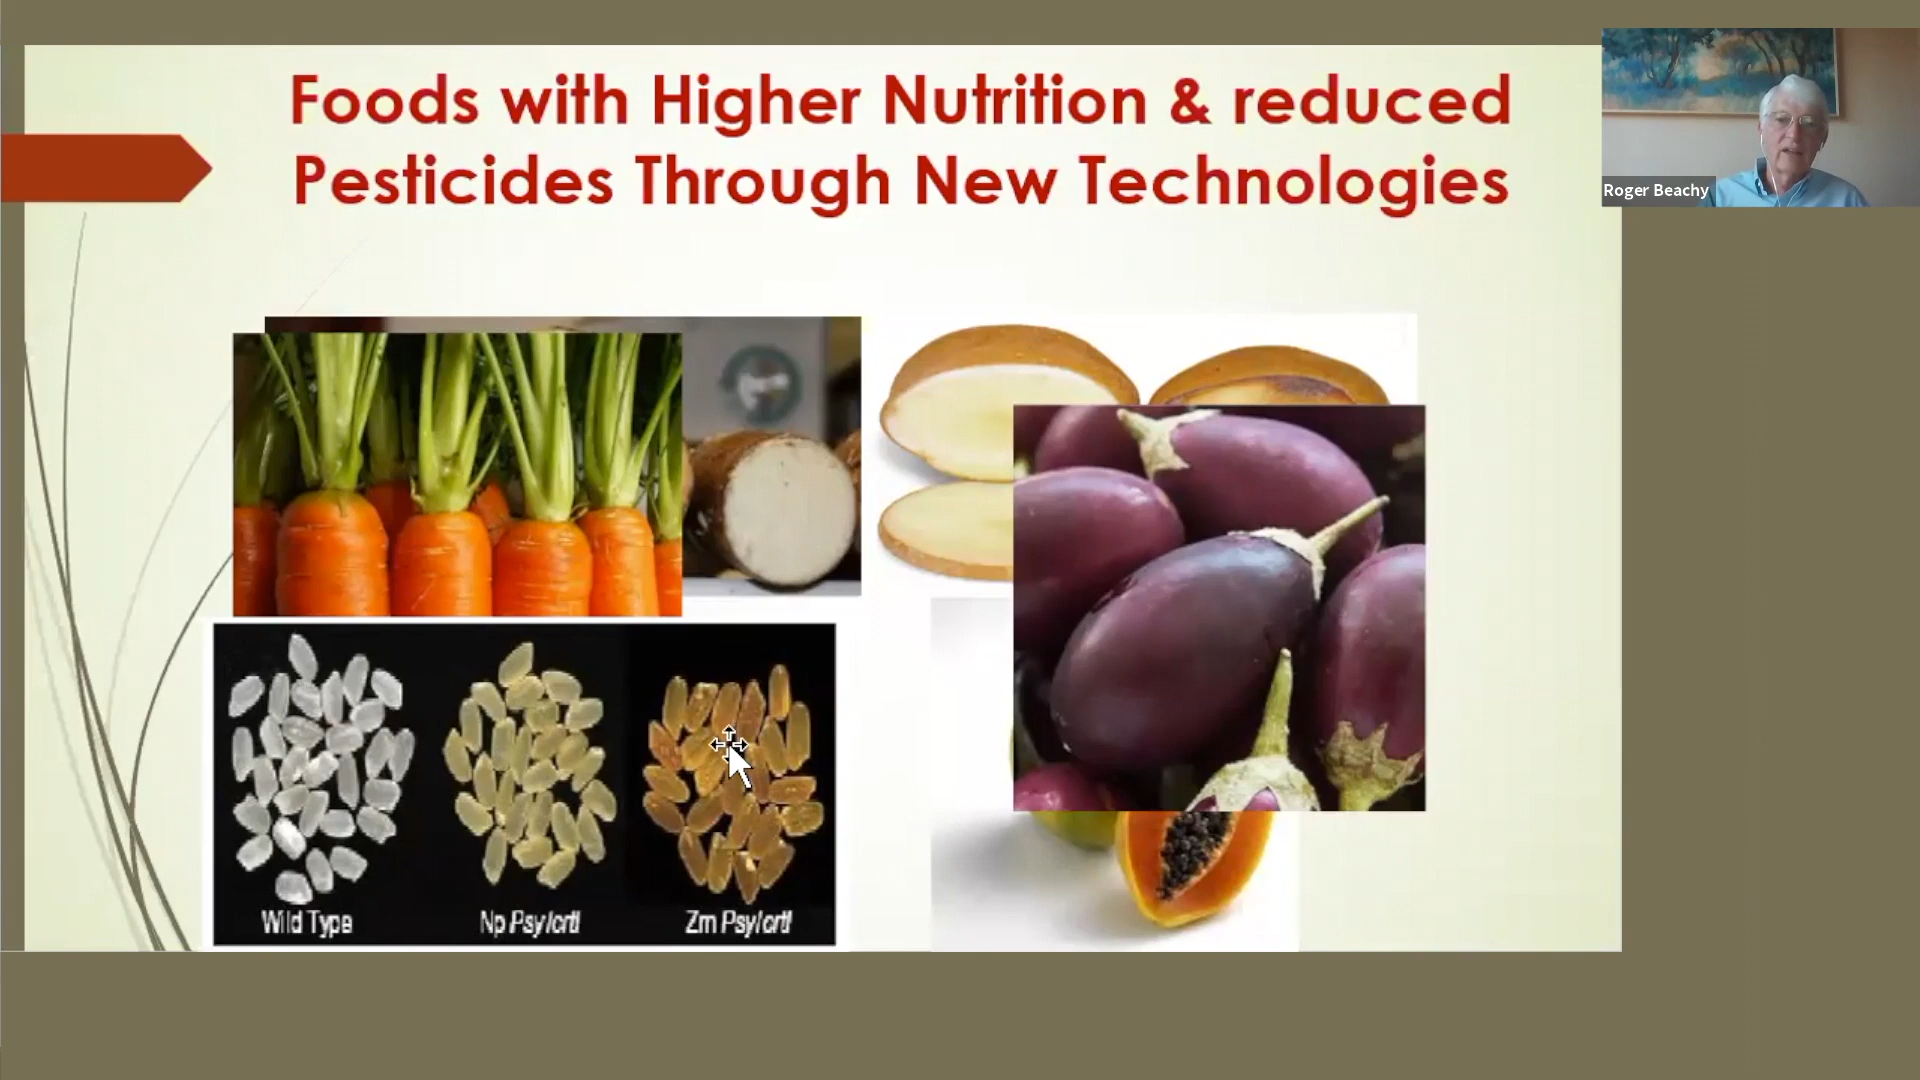 Foods with Higher Nutrition & reduced
Pesticides Through New Technologies
Roger Beachy
Wild Type
Np Psy/crtI
Zm Psy/crtI